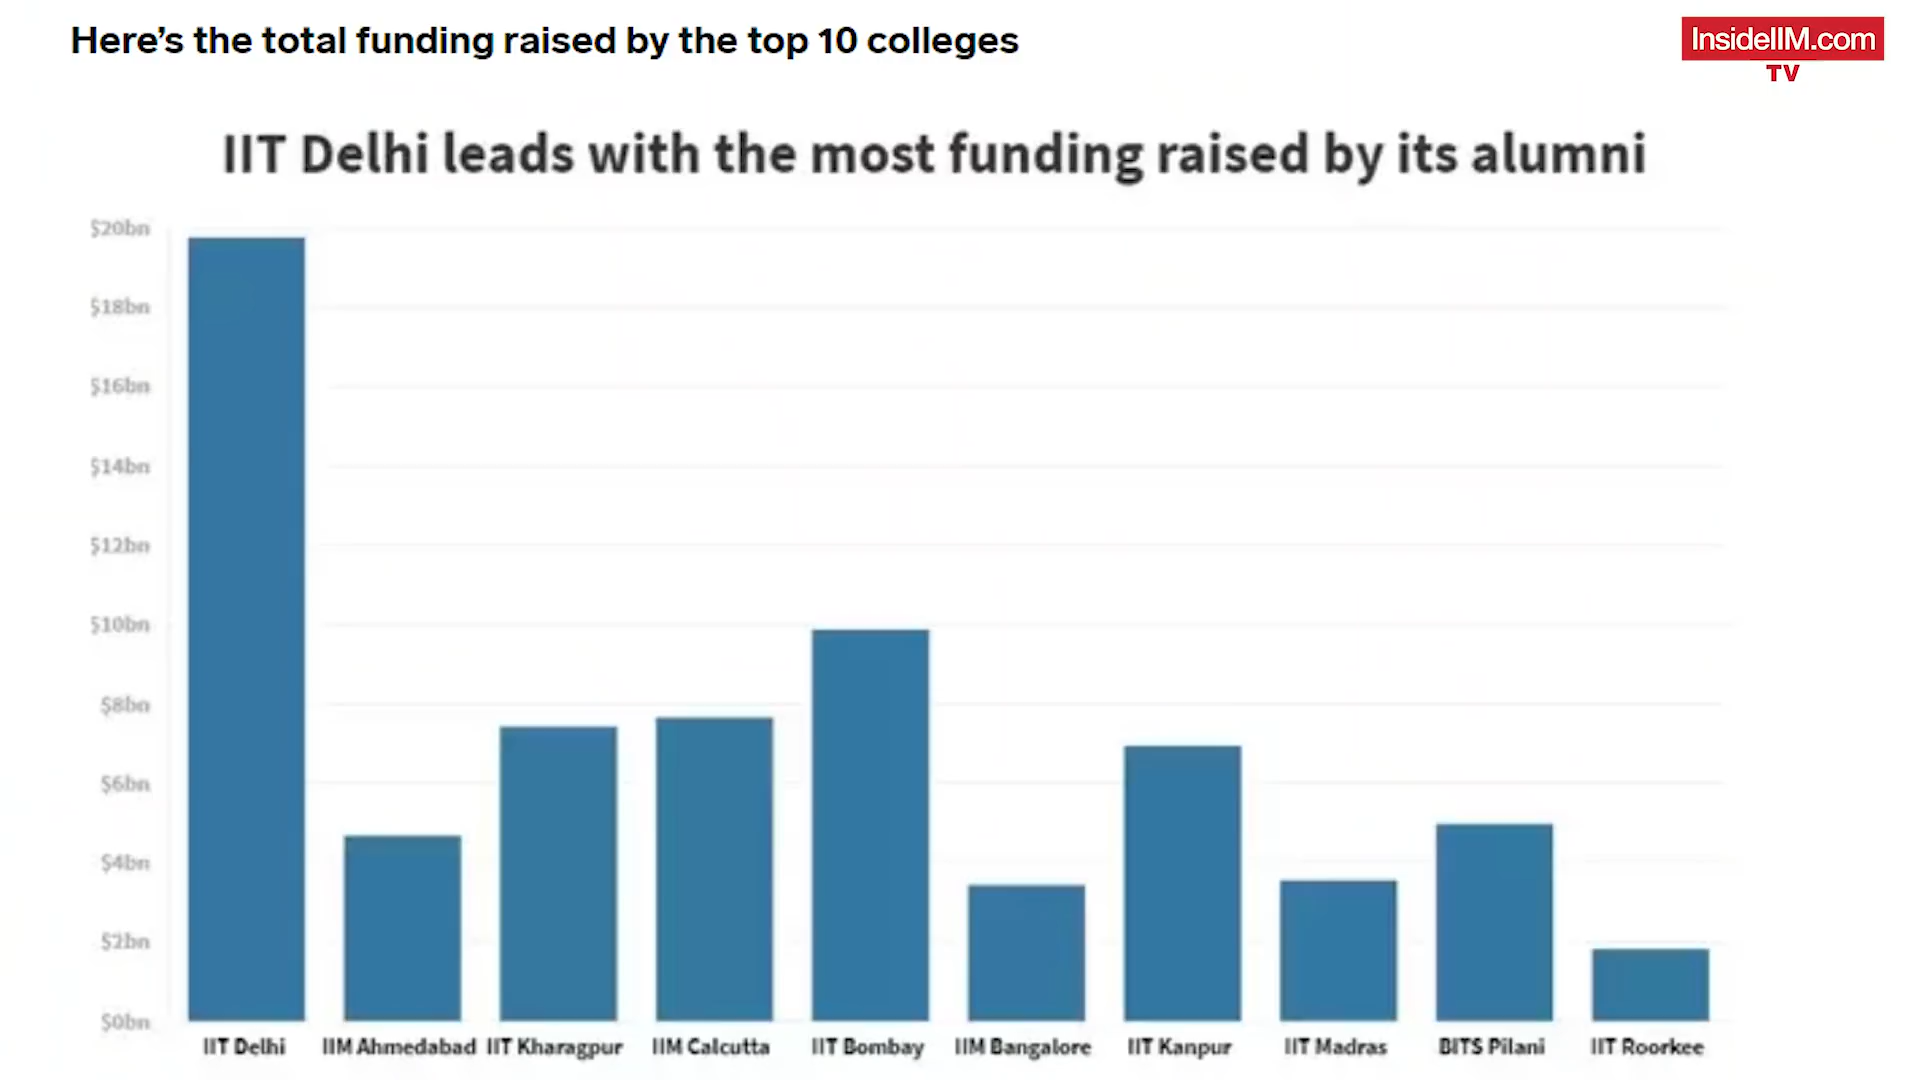 Here's the total funding raised by the top 10 colleges
InsideIIM.com
TV
IIT Delhi leads with the most funding raised by its alumni
$20bn
$18bn
$16bn
$14bn
$12bn
$10bn
$8bn
$6bn
$4bn
$2bn
$0bn
IIT Delhi IIM Ahmedabad IIT Kharagpur IIM Calcutta IIT Bombay IIM Bangalore IIT Kanpur IIT Madras BITS Pilani IIT Roorkee